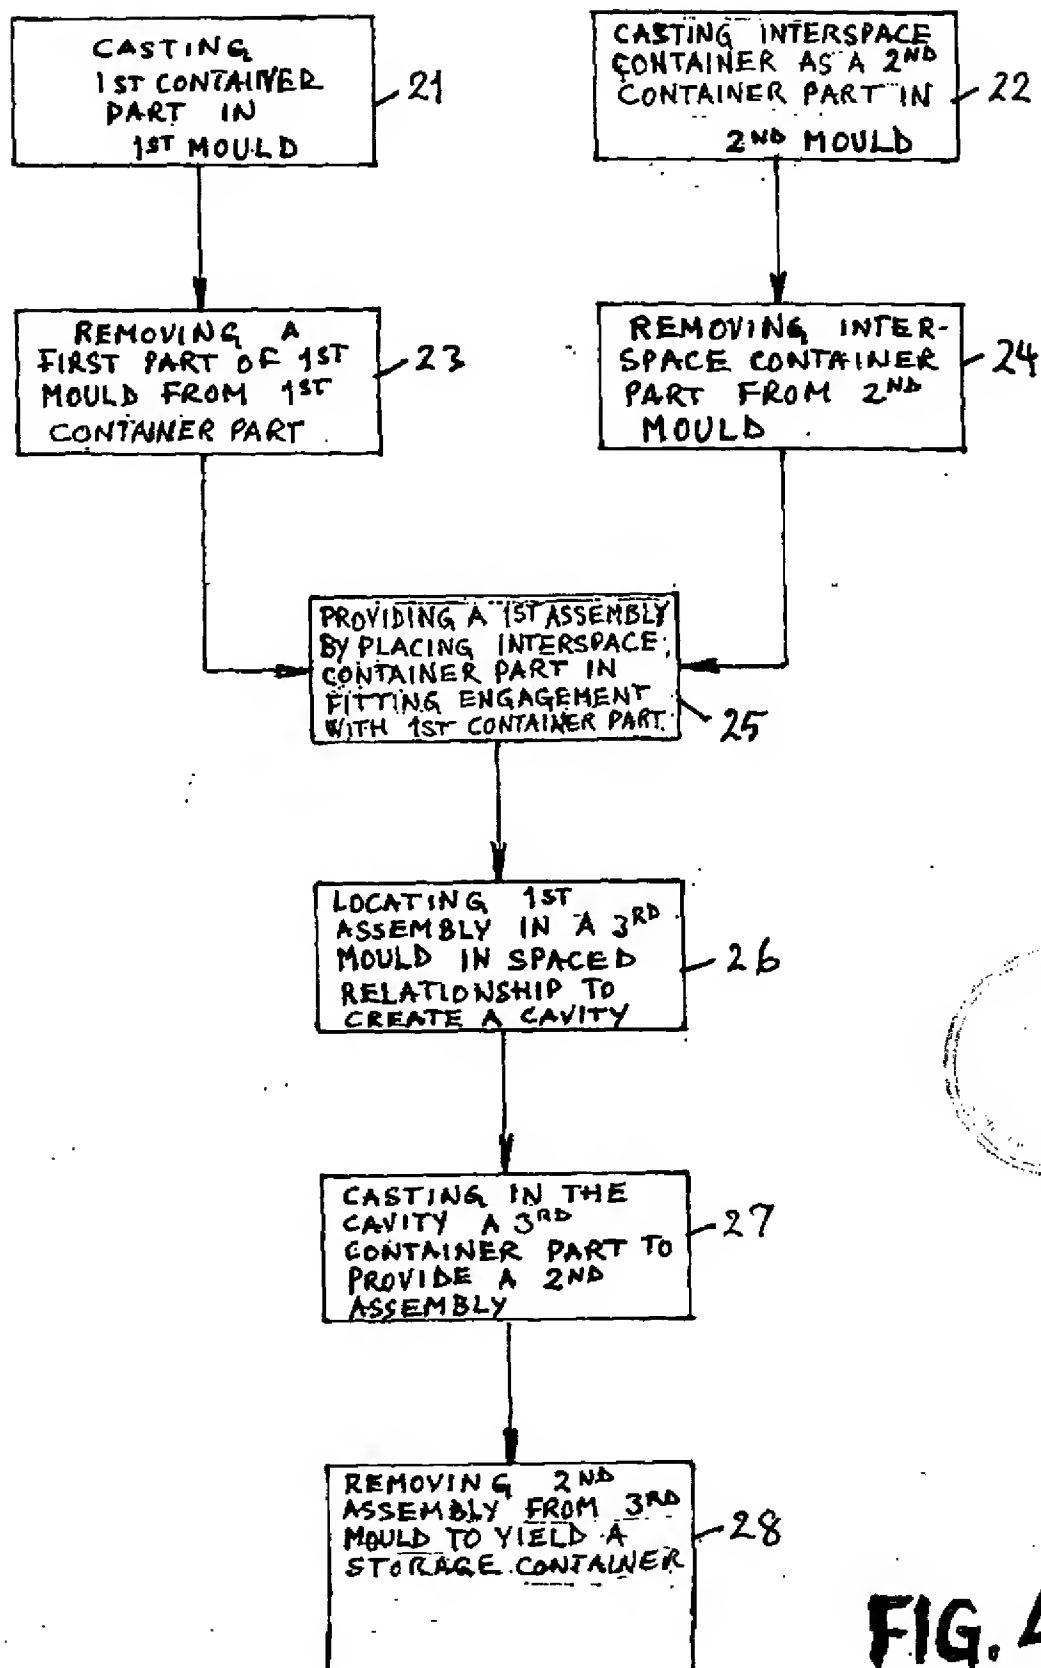 CASTING
1ST CONTAINER
PART IN
1ST MOULD
21
CASTING INTERSPACE
CONTAINER AS A 2ND
CONTAINER PART IN
2ND MOULD
22
REMOVING A
FIRST PART OF 1ST
MOULD FROM 1ST
CONTAINER PART
23
REMOVING INTER-
SPACE CONTAINER
PART FROM 2ND
MOULD
24
PROVIDING A 1ST ASSEMBLY
BY PLACING INTERSPACE
CONTAINER PART IN
FITTING ENGAGEMENT
WITH 1ST CONTAINER PART.
25
LOCATING 1ST
ASSEMBLY IN A 3RD
MOULD IN SPACED
RELATIONSHIP TO
CREATE A CAVITY
26
CASTING IN THE
CAVITY A 3RD
CONTAINER PART TO
PROVIDE A 2ND
ASSEMBLY
27
REMOVING 2ND
ASSEMBLY FROM 3RD
MOULD TO YIELD A
STORAGE CONTAINER
28
FIG.